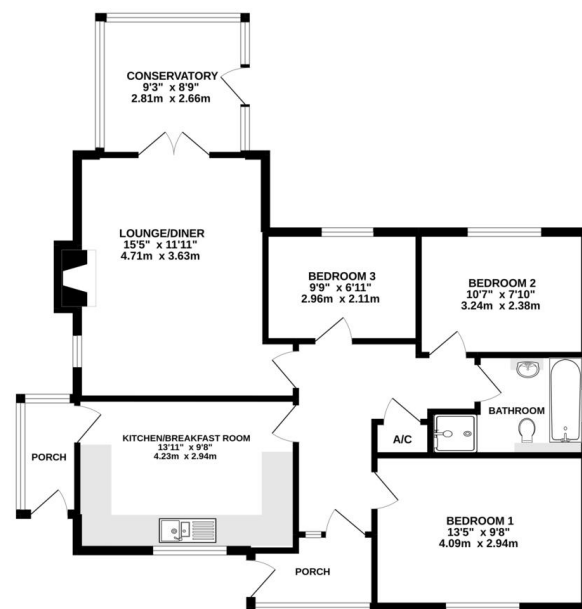 CONSERVATORY
9'3" x 8'9"
2.81m x 2.66m
LOUNGE/DINER
15'5" x 11'11"
4.71m x 3.63m
BEDROOM 3
9'9" x 6'11"
2.96m x 2.11m
BEDROOM 2
10'7" x 7'10"
3.24m x 2.38m
BATHROOM
A/C
KITCHEN/BREAKFAST ROOM
13'11" x 9'8"
4.23m x 2.94m
PORCH
BEDROOM 1
13'5" x 9'8"
4.09m x 2.94m
PORCH